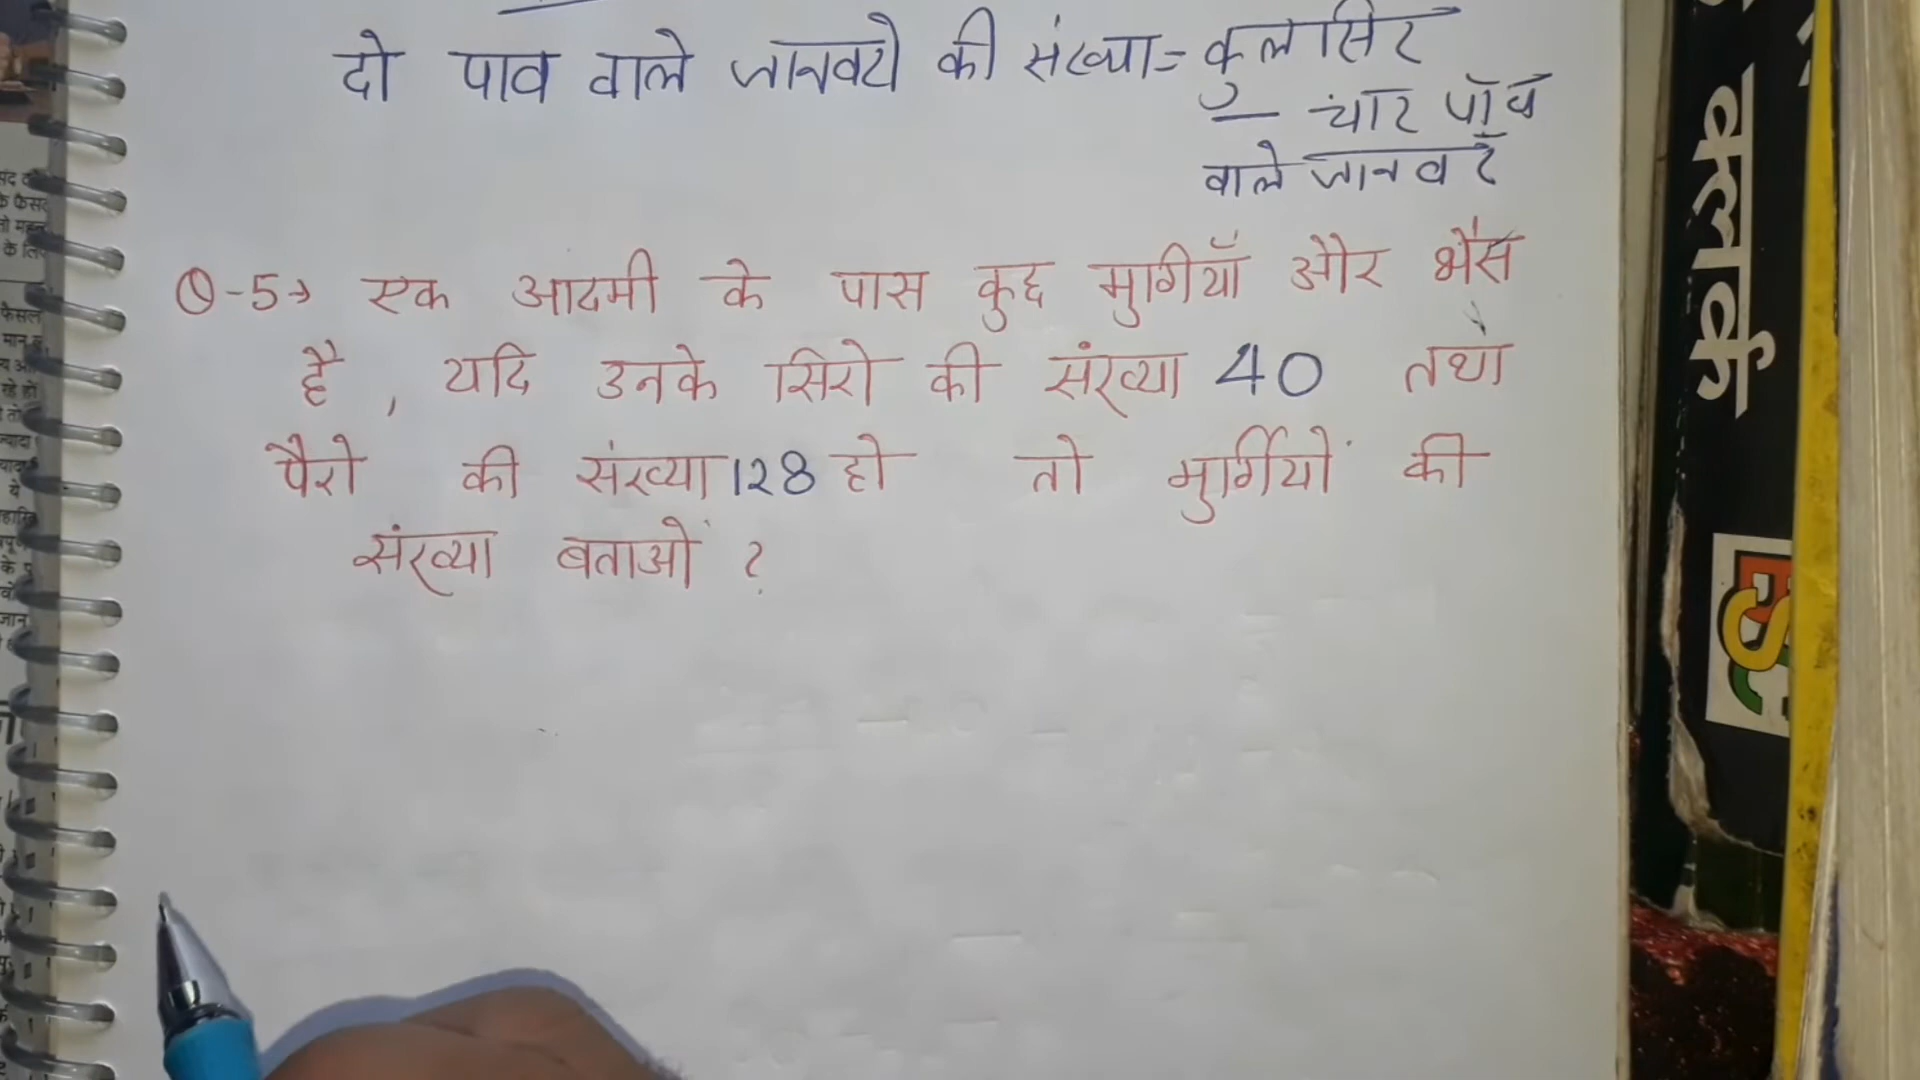 दो पाव वाले जानवरो की संख्या = कुल सिर
— चार पाँव
वाले जानवर
Q-5→ एक आदमी के पास कुछ मुर्गीयाँ और भैस
है , यदि उनके सिरो की संख्या 40 तथा
पैरो की संख्या 128 हो तो मुर्गियों की
संख्या बताओं ?
क्लार्क